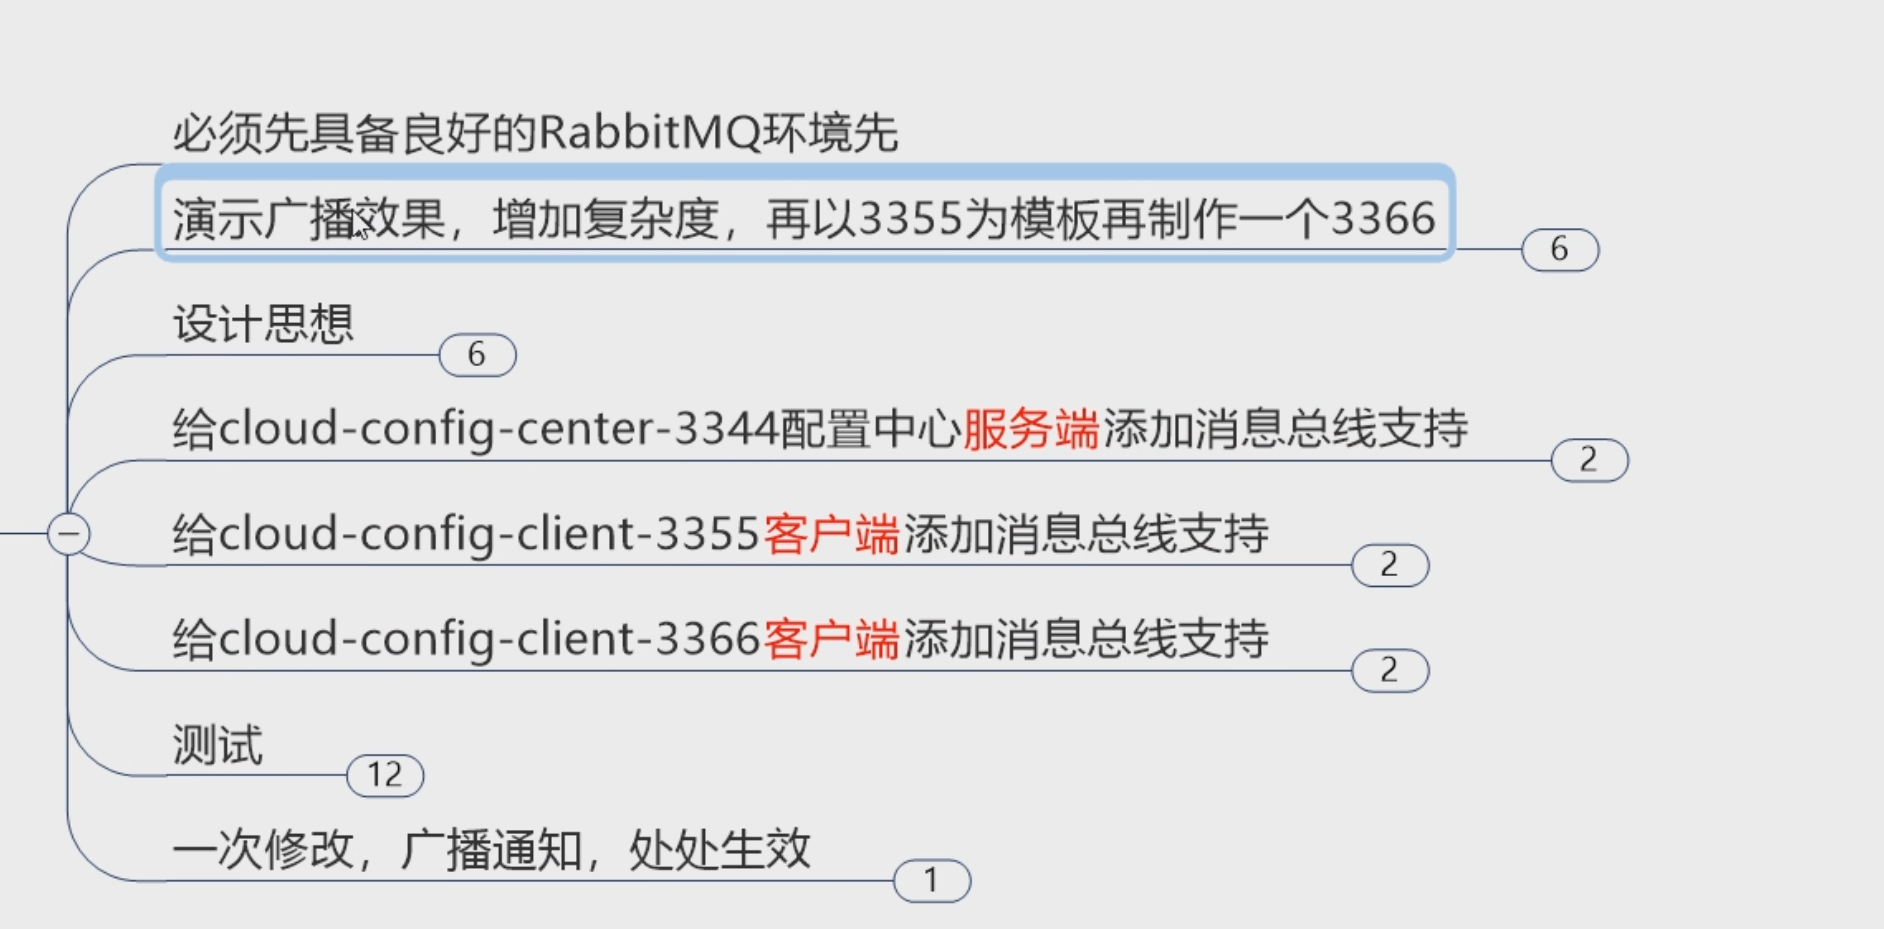 必须先具备良好的RabbitMQ环境先
演示广播效果，增加复杂度，再以3355为模板再制作一个3366
6
设计思想
6
给cloud-config-center-3344配置中心服务端添加消息总线支持
2
给cloud-config-client-3355客户端添加消息总线支持
2
给cloud-config-client-3366客户端添加消息总线支持
2
测试
12
一次修改，广播通知，处处生效
1